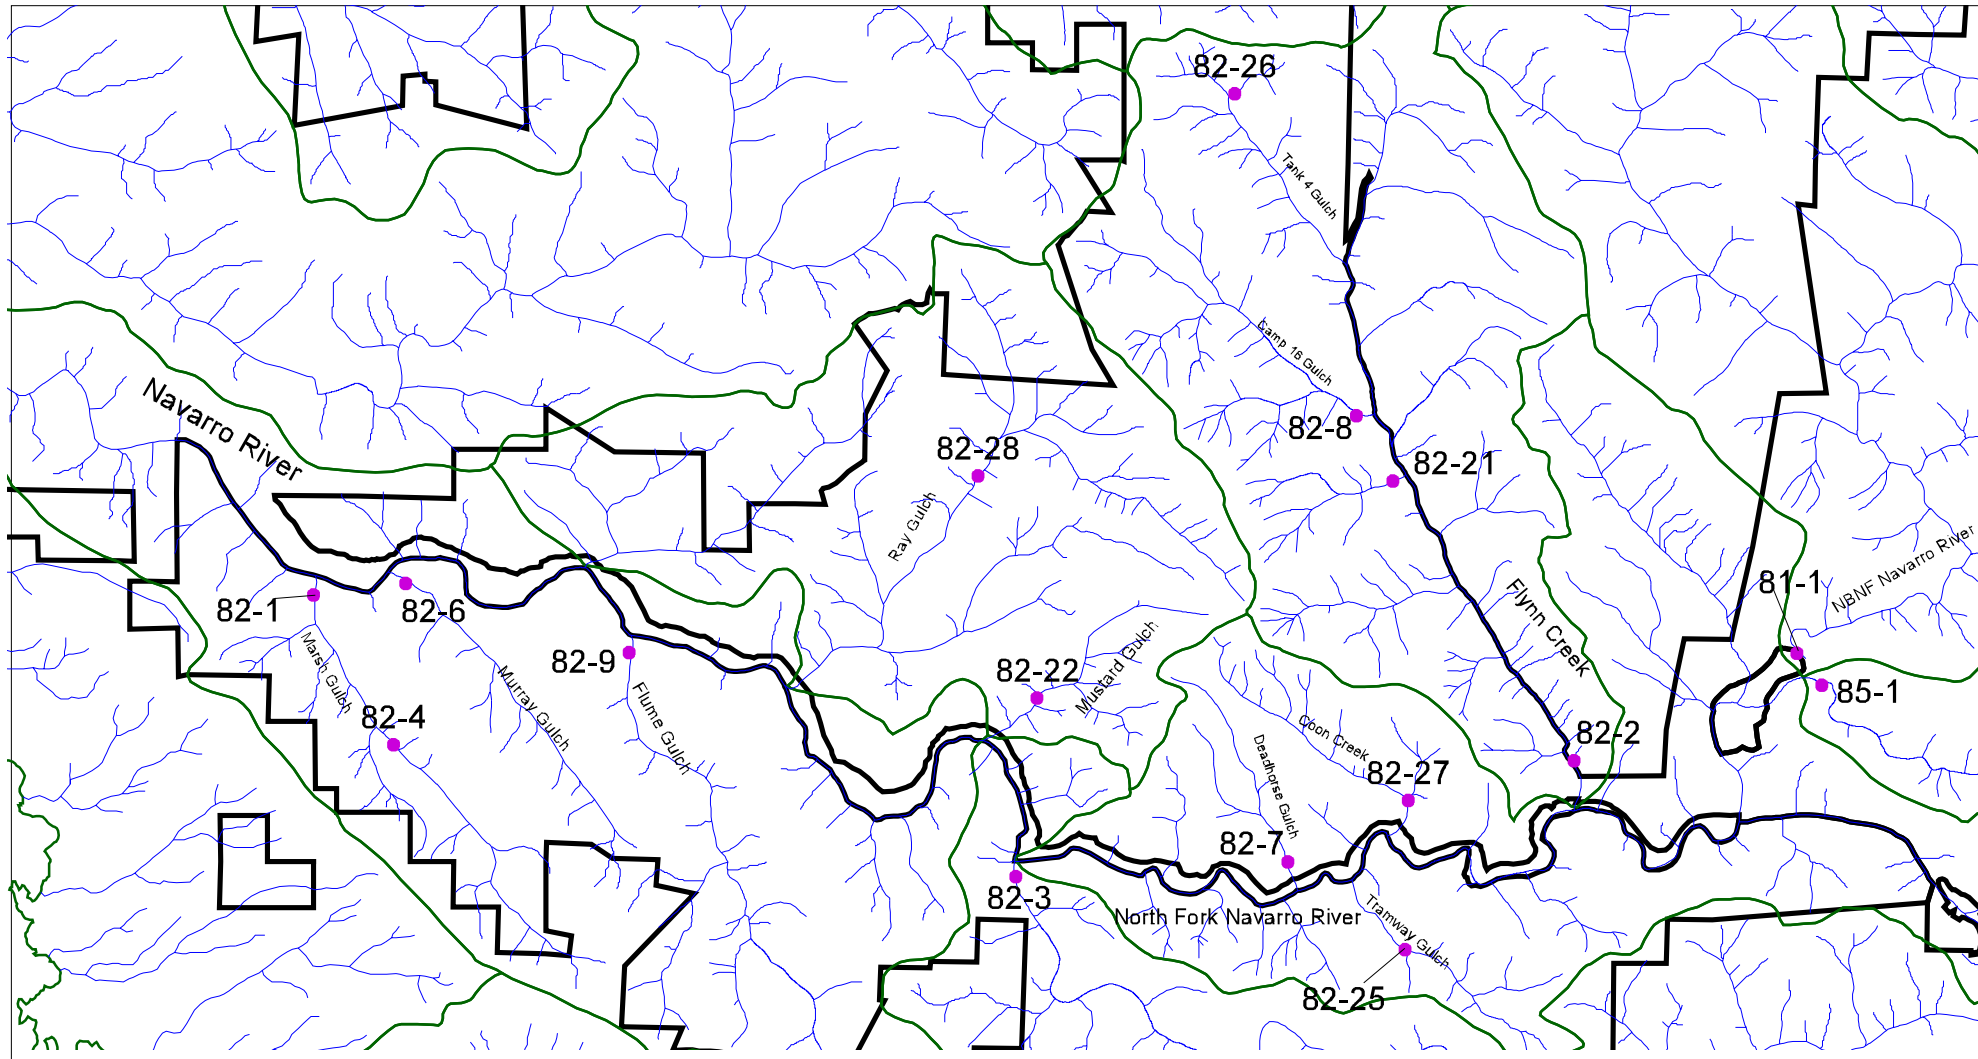 82-26
Tank 4 Gulch
Camp 16 Gulch
Navarro River
82-8
82-21
82-28
Ray Gulch
NBNF Navarro River
81-1
82-1
82-6
Flynn Creek
Marsh Gulch
82-9
Murray Gulch
Flume Gulch
82-22
Mustard Gulch
85-1
82-4
Coon Creek
Deadhorse Gulch
82-2
82-27
82-7
82-3
North Fork Navarro River
Tramway Gulch
82-25